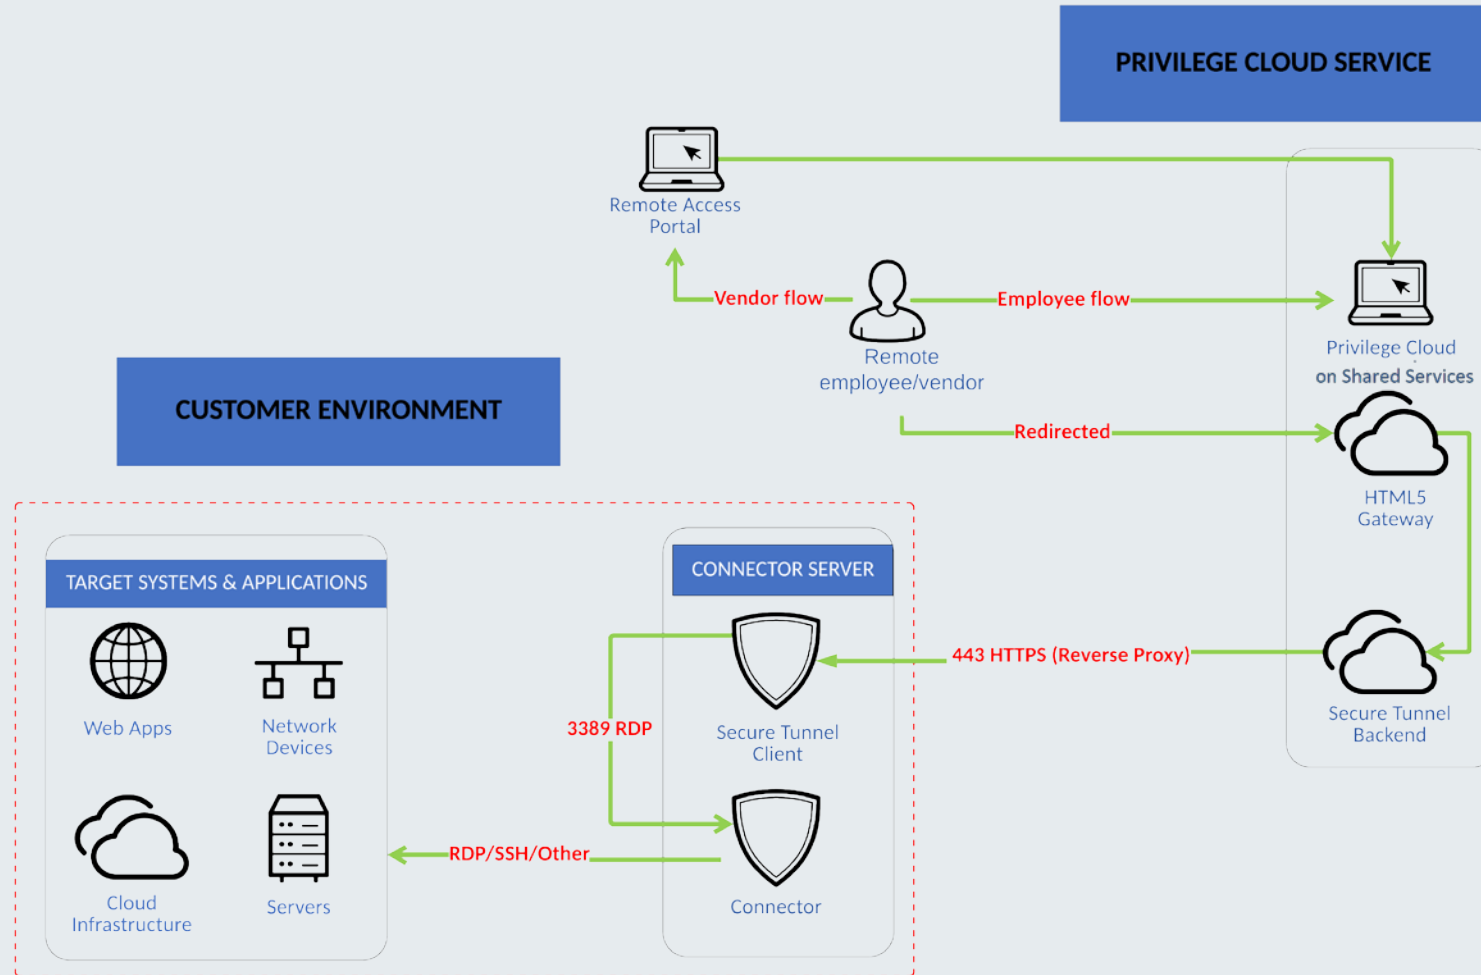 PRIVILEGE CLOUD SERVICE
Remote Access
Portal
Vendor flow
Employee flow
Remote
employee/vendor
Privilege Cloud
on Shared Services
Redirected
HTML5
Gateway
CUSTOMER ENVIRONMENT
TARGET SYSTEMS & APPLICATIONS
CONNECTOR SERVER
443 HTTPS (Reverse Proxy)
Secure Tunnel
Backend
Web Apps
Network
Devices
3389 RDP
Secure Tunnel
Client
RDP/SSH/Other
Cloud
Infrastructure
Servers
Connector